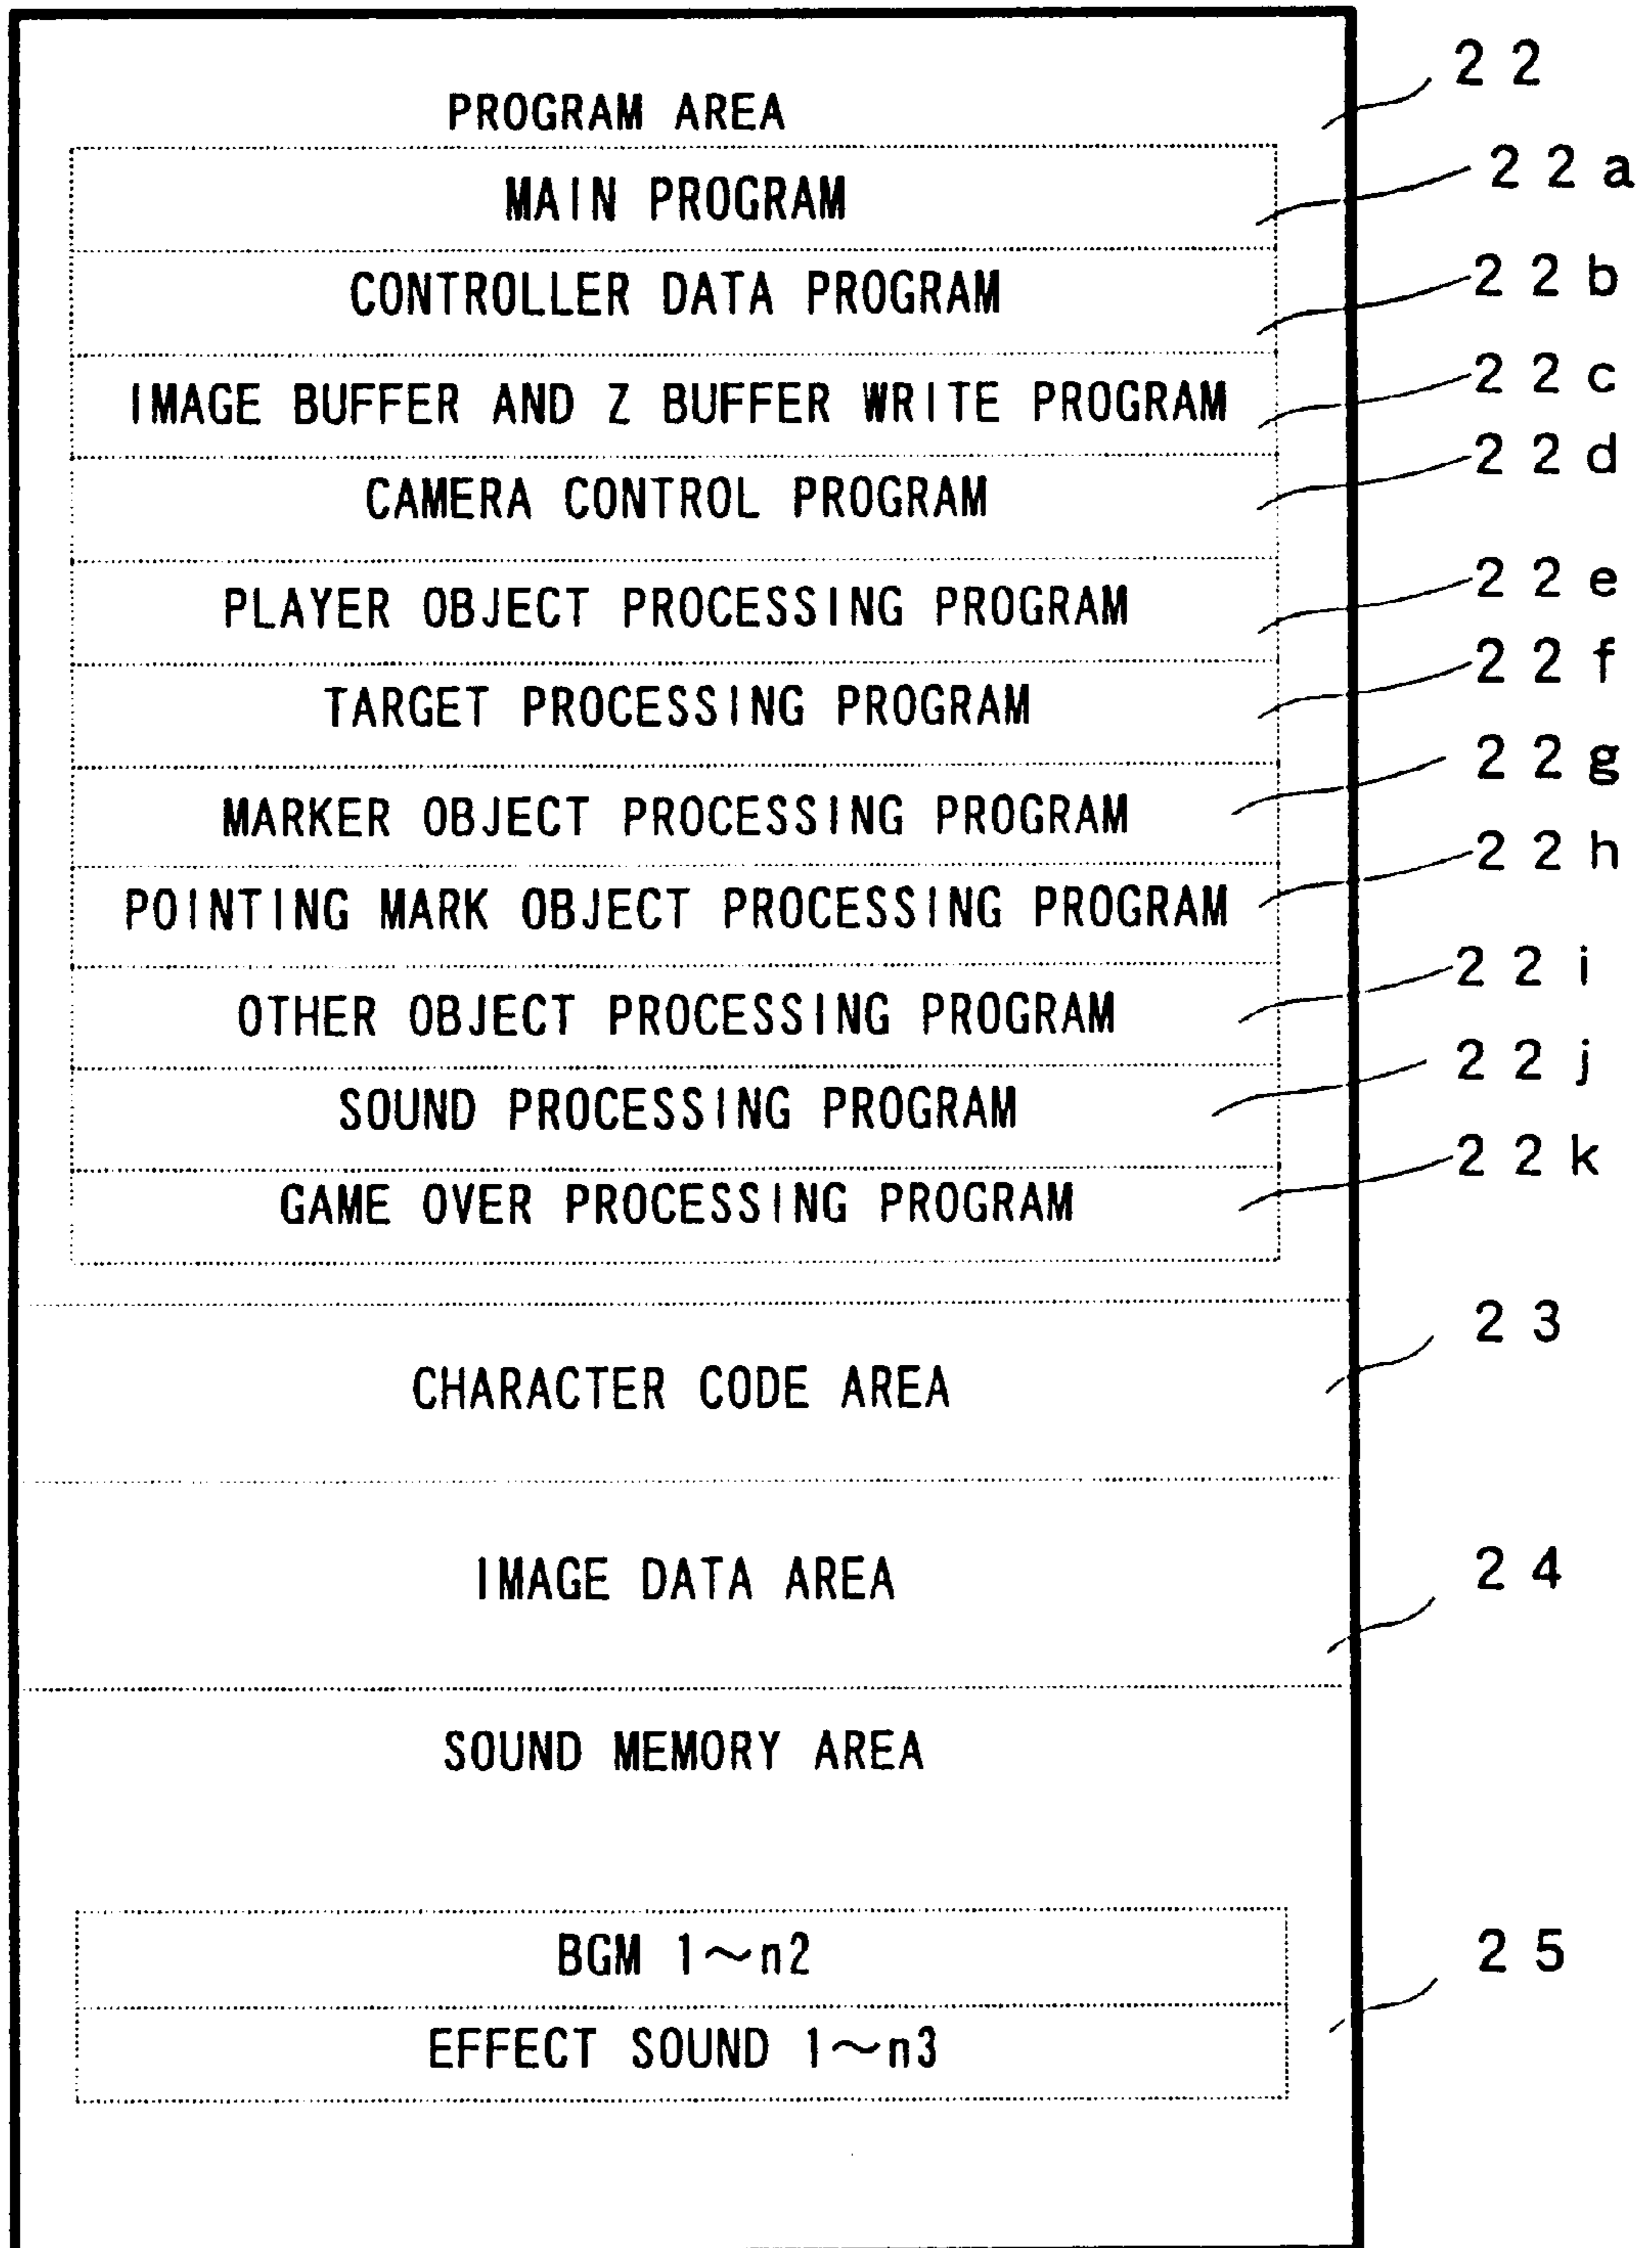 PROGRAM AREA 22
MAIN PROGRAM 22a
CONTROLLER DATA PROGRAM 22b
IMAGE BUFFER AND Z BUFFER WRITE PROGRAM 22c
CAMERA CONTROL PROGRAM 22d
PLAYER OBJECT PROCESSING PROGRAM 22e
TARGET PROCESSING PROGRAM 22f
MARKER OBJECT PROCESSING PROGRAM 22g
POINTING MARK OBJECT PROCESSING PROGRAM 22h
OTHER OBJECT PROCESSING PROGRAM 22i
SOUND PROCESSING PROGRAM 22j
GAME OVER PROCESSING PROGRAM 22k
CHARACTER CODE AREA 23
IMAGE DATA AREA 24
SOUND MEMORY AREA
BGM 1～n2 25
EFFECT SOUND 1～n3